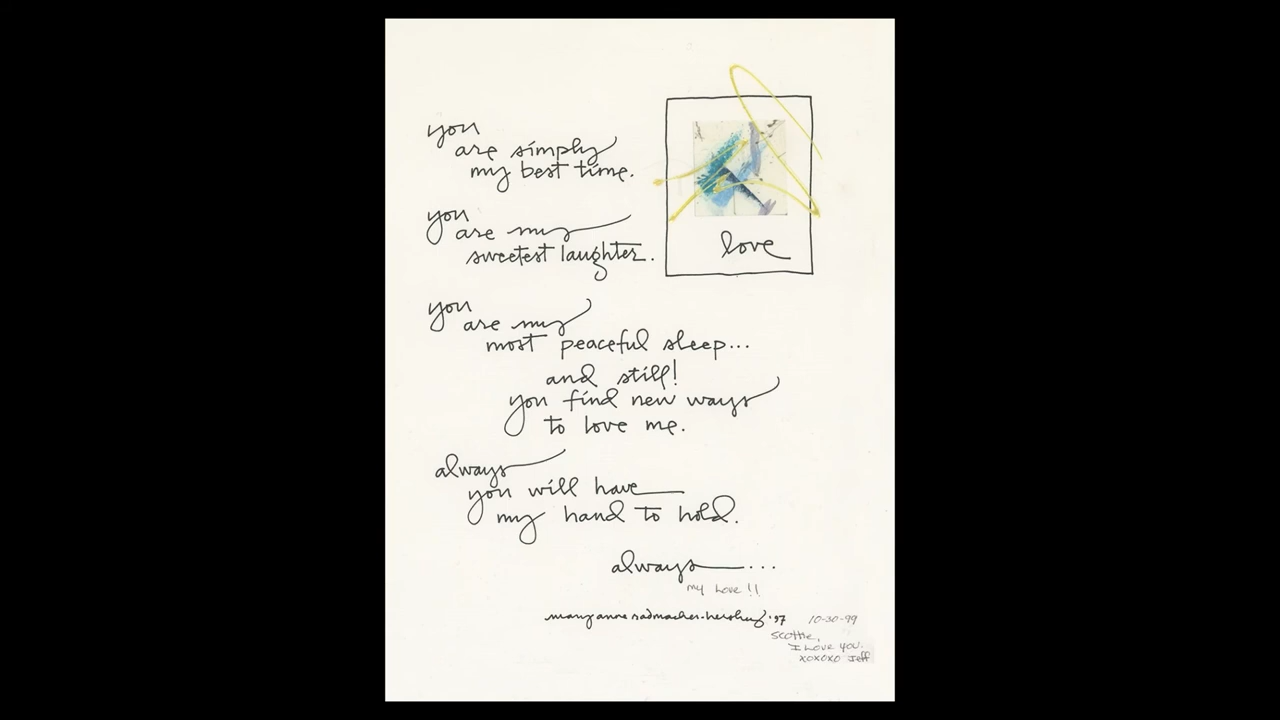 you
are simply
my best time.
you
are my
sweetest laughter.
love
you
are my
most peaceful sleep...
and still!
you find new ways
to love me.
always
you will have
my hand to hold.
always...
my Love!!
maryanne radmacher-hershey '97
10-30-99
Scottie,
I Love you.
xoxoxo Jeff